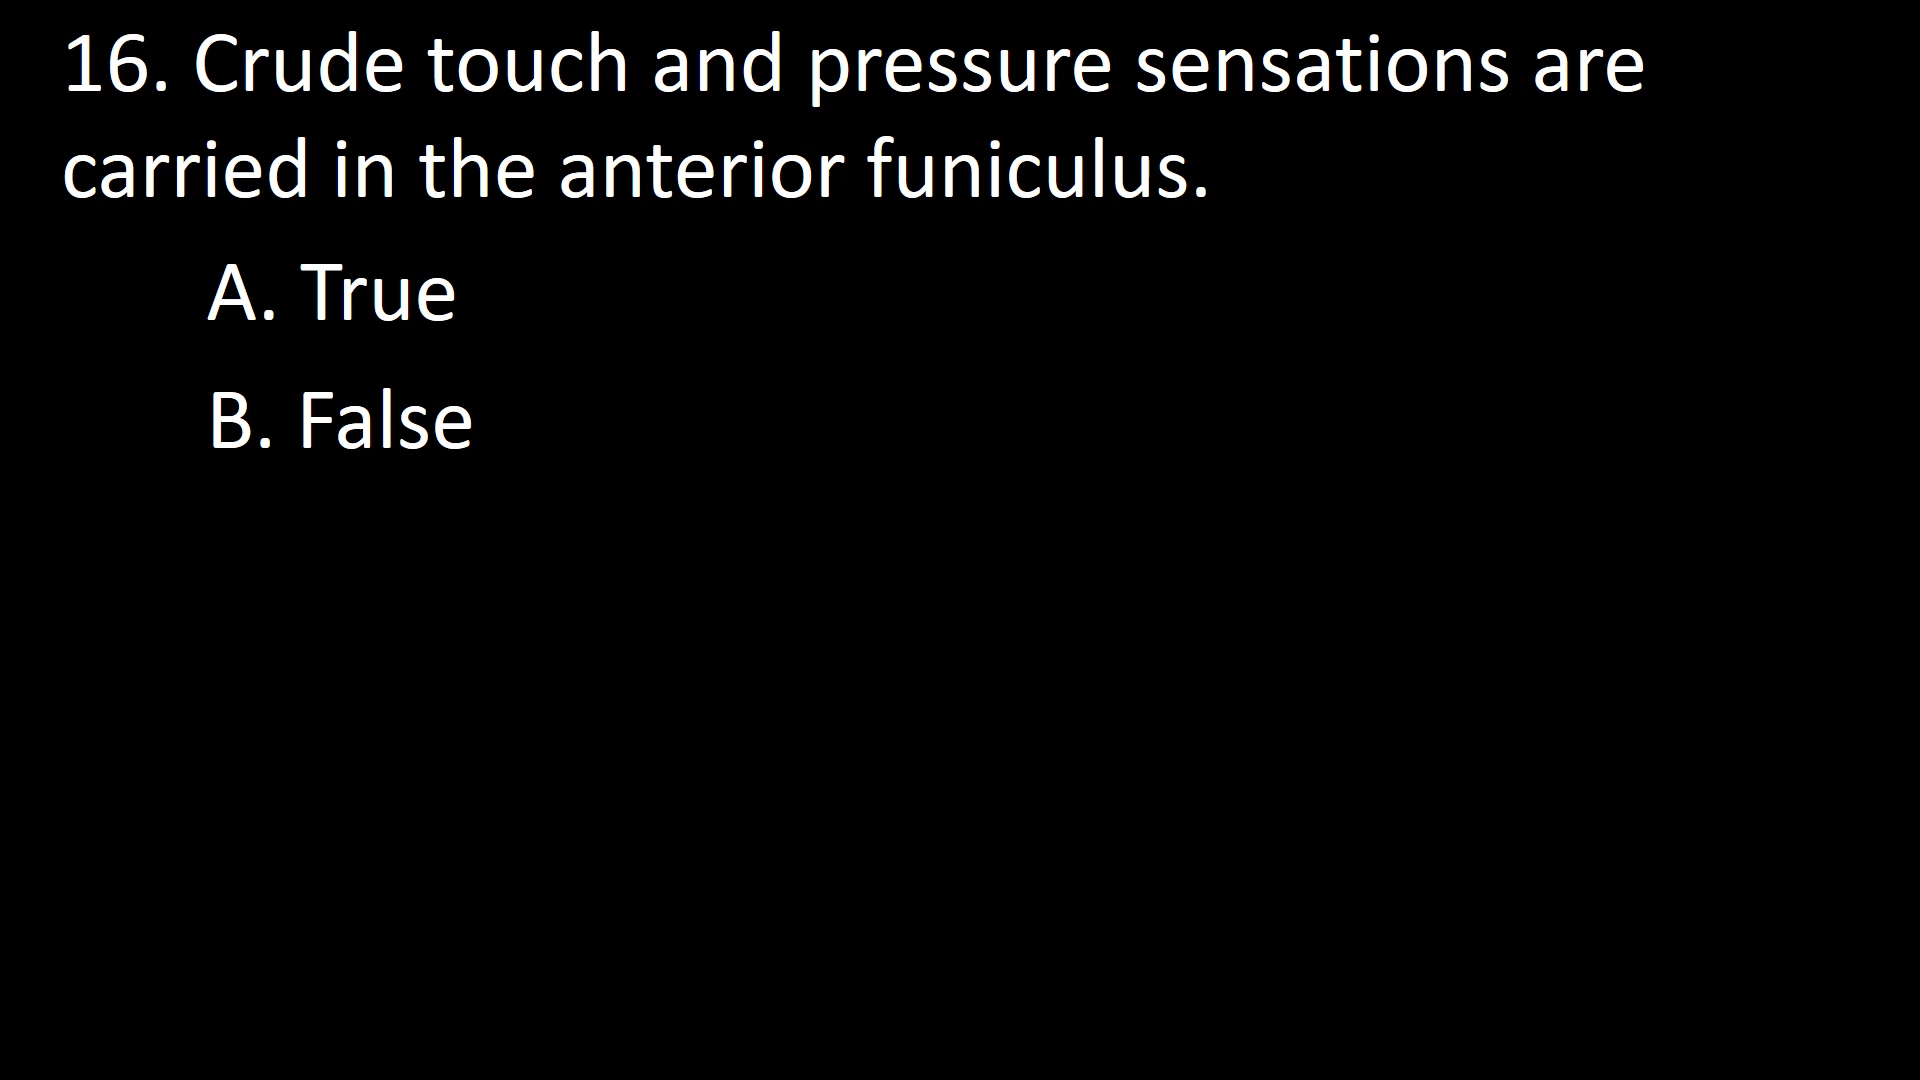 16. Crude touch and pressure sensations are
carried in the anterior funiculus.
A. True
B. False